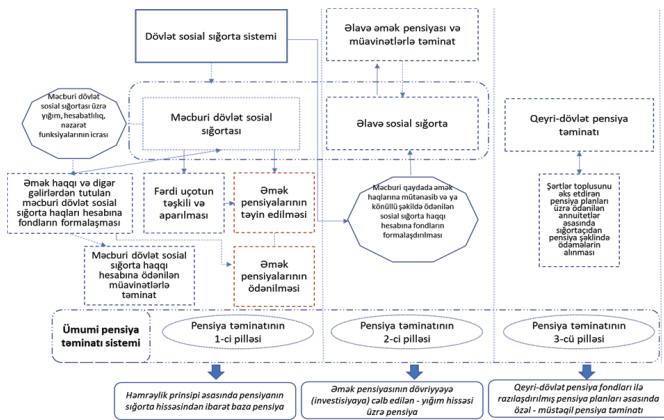 Dövlət sosial sığorta sistemi
Əlavə əmək pensiyası və
müavinətlərlə təminat
Məcburi dövlət
sosial sığortası üzrə
yığım, hesabatlılıq,
nəzarət
funksiyalarının icrası
Məcburi dövlət sosial
sığortası
Əlavə sosial sığorta
Qeyri-dövlət pensiya
təminatı
Əmək haqqı və digər
gəlirlərdən tutulan
məcburi dövlət sosial
sığorta haqları hesabına
fondların formalaşması
Fərdi uçotun
təşkili və
aparılması
Əmək
pensiyalarının
təyin edilməsi
Məcburi qaydada əmək
haqlarına mütənasib və ya
könüllü şəkildə ödənilən
sosial sığorta haqqı
hesabına fondların
formalaşdırılması
Şərtlər toplusunu
əks etdirən
pensiya planları
üzrə ödənilən
annuitetlər
əsasında
sığortaçıdan
pensiya şəklində
ödəmələrin
alınması
Məcburi dövlət sosial
sığorta haqqı
hesabına ödənilən
müavinətlərlə
təminat
Əmək
pensiyalarının
ödənilməsi
Ümumi pensiya
təminatı sistemi
Pensiya təminatının
1-ci pilləsi
Pensiya təminatının
2-ci pilləsi
Pensiya təminatının
3-cü pilləsi
Həmrəylik prinsipi əsasında pensiyanın
sığorta hissəsindən ibarət baza pensiya
Əmək pensiyasının dövriyyəyə
(investisiyaya) cəlb edilən - yığım hissəsi
üzrə pensiya
Qeyri-dövlət pensiya fondları ilə
razılaşdırılmış pensiya planları əsasında
özəl - müstəqil pensiya təminatı